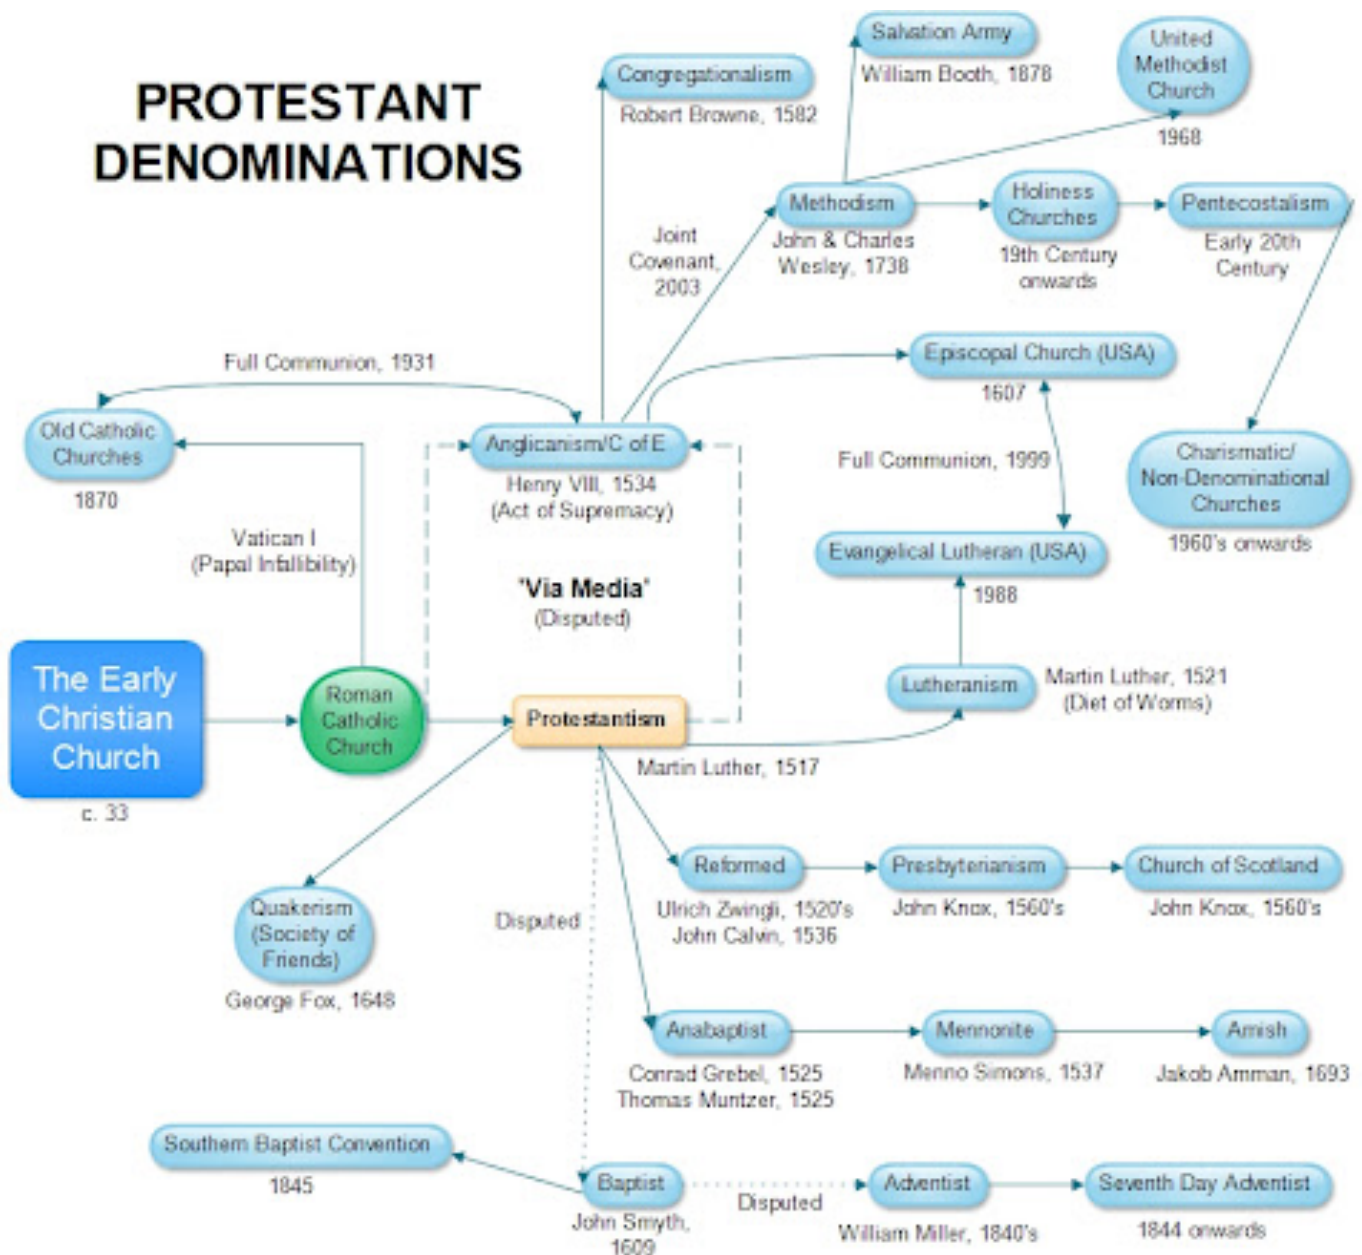 PROTESTANT
DENOMINATIONS
Congregationalism
Robert Browne, 1582
Salvation Army
William Booth, 1878
United
Methodist
Church
1968
Methodism
John & Charles
Wesley, 1738
Holiness
Churches
19th Century
onwards
Pentecostalism
Early 20th
Century
Joint
Covenant,
2003
Full Communion, 1931
Episcopal Church (USA)
1607
Old Catholic
Churches
1870
Anglicanism/C of E
Henry VIII, 1534
(Act of Supremacy)
Full Communion, 1999
Charismatic/
Non-Denominational
Churches
1960's onwards
Vatican I
(Papal Infallibility)
Evangelical Lutheran (USA)
1988
'Via Media'
(Disputed)
The Early
Christian
Church
c. 33
Roman
Catholic
Church
Protestantism
Lutheranism
Martin Luther, 1521
(Diet of Worms)
Martin Luther, 1517
Reformed
Ulrich Zwingli, 1520's
John Calvin, 1536
Presbyterianism
John Knox, 1560's
Church of Scotland
John Knox, 1560's
Quakerism
(Society of
Friends)
George Fox, 1648
Disputed
Anabaptist
Conrad Grebel, 1525
Thomas Muntzer, 1525
Mennonite
Menno Simons, 1537
Amish
Jakob Amman, 1693
Southern Baptist Convention
1845
Baptist
John Smyth,
1609
Disputed
Adventist
William Miller, 1840's
Seventh Day Adventist
1844 onwards